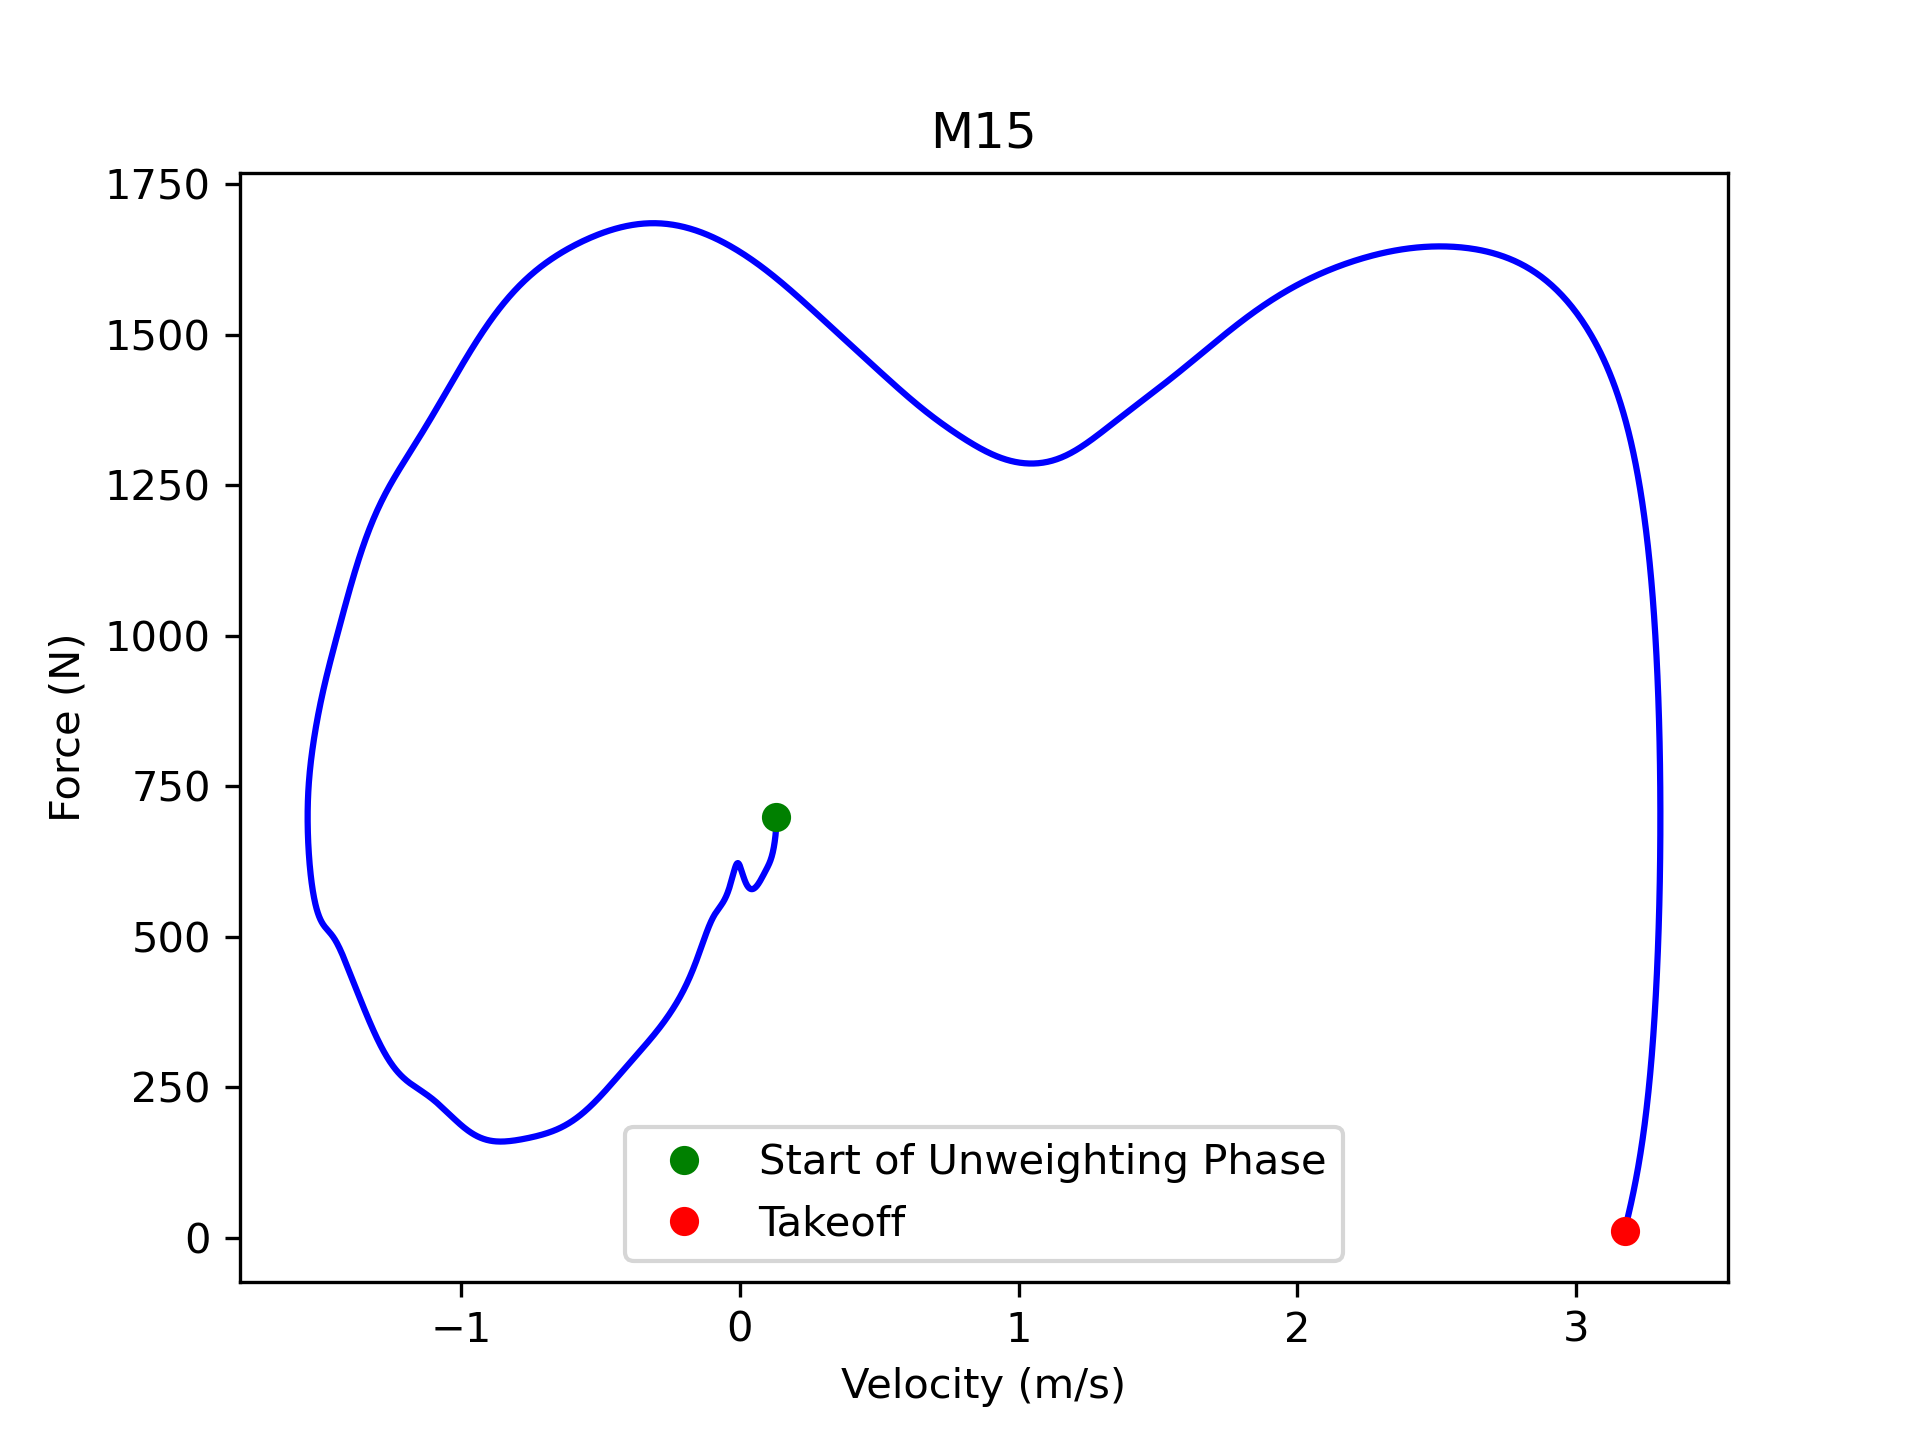 M15
1750
1500
1250
1000
750
500
250
0
Force (N)
Start of Unweighting Phase
Takeoff
−1 0 1 2 3
Velocity (m/s)